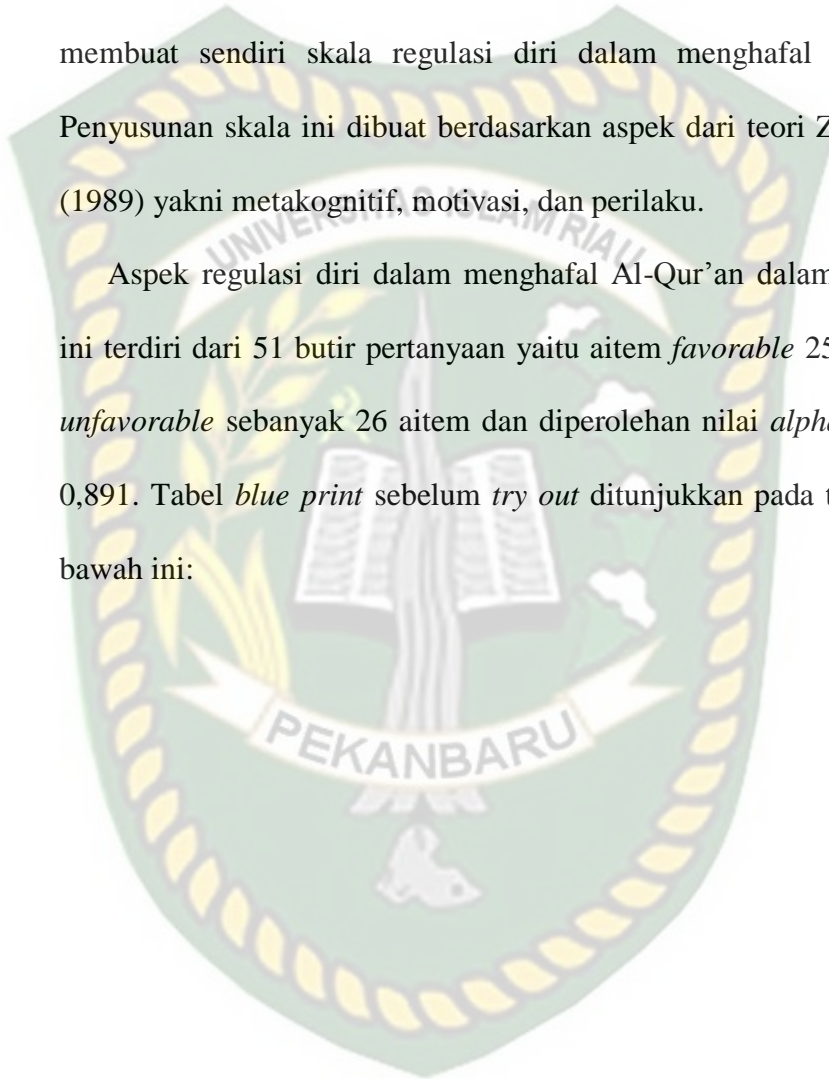 membuat sendiri skala regulasi diri dalam menghafal
Penyusunan skala ini dibuat berdasarkan aspek dari teori Z
(1989) yakni metakognitif, motivasi, dan perilaku.
UNIVERSITAS ISLAM RIAU
Aspek regulasi diri dalam menghafal Al-Qur’an dalam
ini terdiri dari 51 butir pertanyaan yaitu aitem favorable 25
unfavorable sebanyak 26 aitem dan diperolehan nilai alpha
0,891. Tabel blue print sebelum try out ditunjukkan pada t
bawah ini:
PEKANBARU